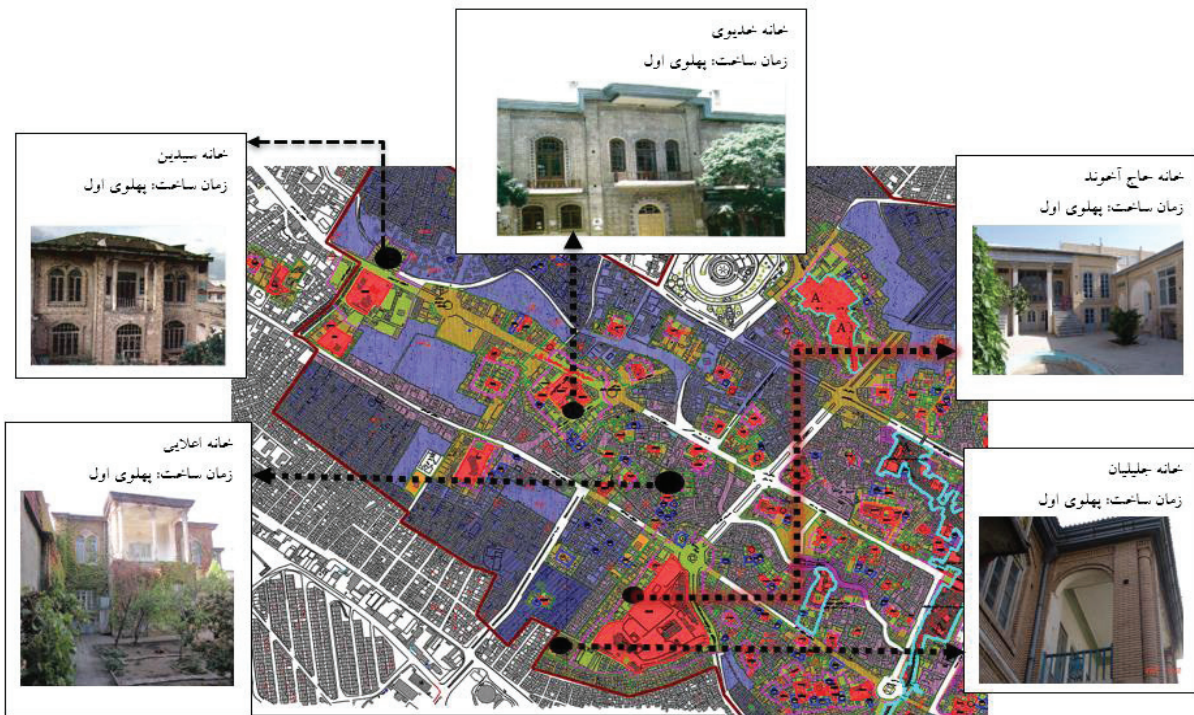 خانه خدیوی
زمان ساخت: پهلوی اول
خانه سیدین
زمان ساخت: پهلوی اول
خانه حاج آخوند
زمان ساخت: پهلوی اول
خانه اعلایی
زمان ساخت: پهلوی اول
خانه جلیلیان
زمان ساخت: پهلوی اول
A
A